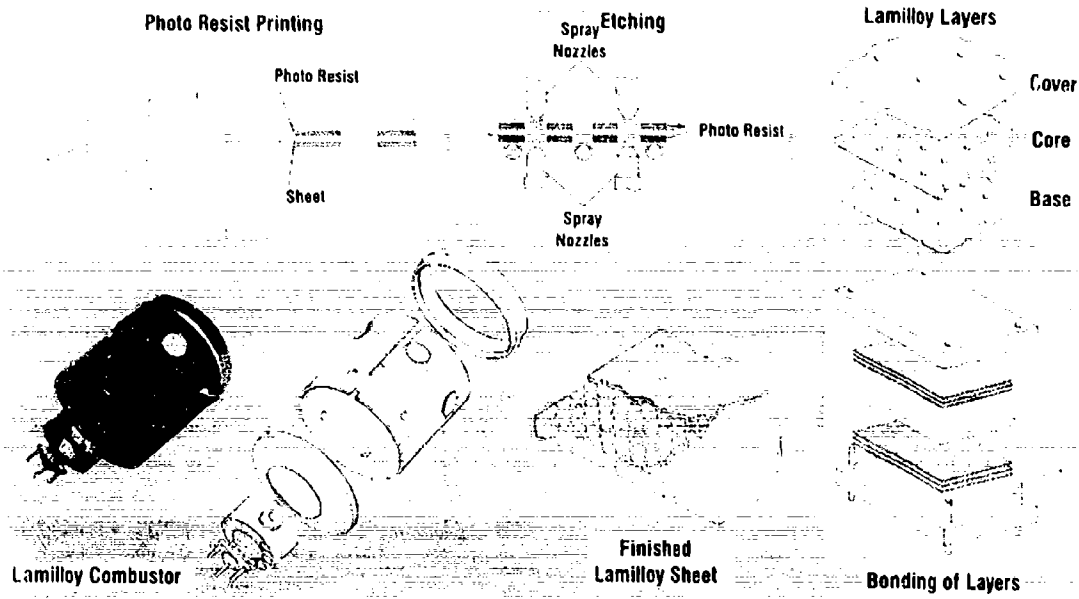 Photo Resist Printing
Photo Resist
Sheet
Etching
Spray
Nozzles
Photo Resist
Spray
Nozzles
Lamilloy Layers
Cover
Core
Base
Lamilloy Combustor
Finished
Lamilloy Sheet
Bonding of Layers